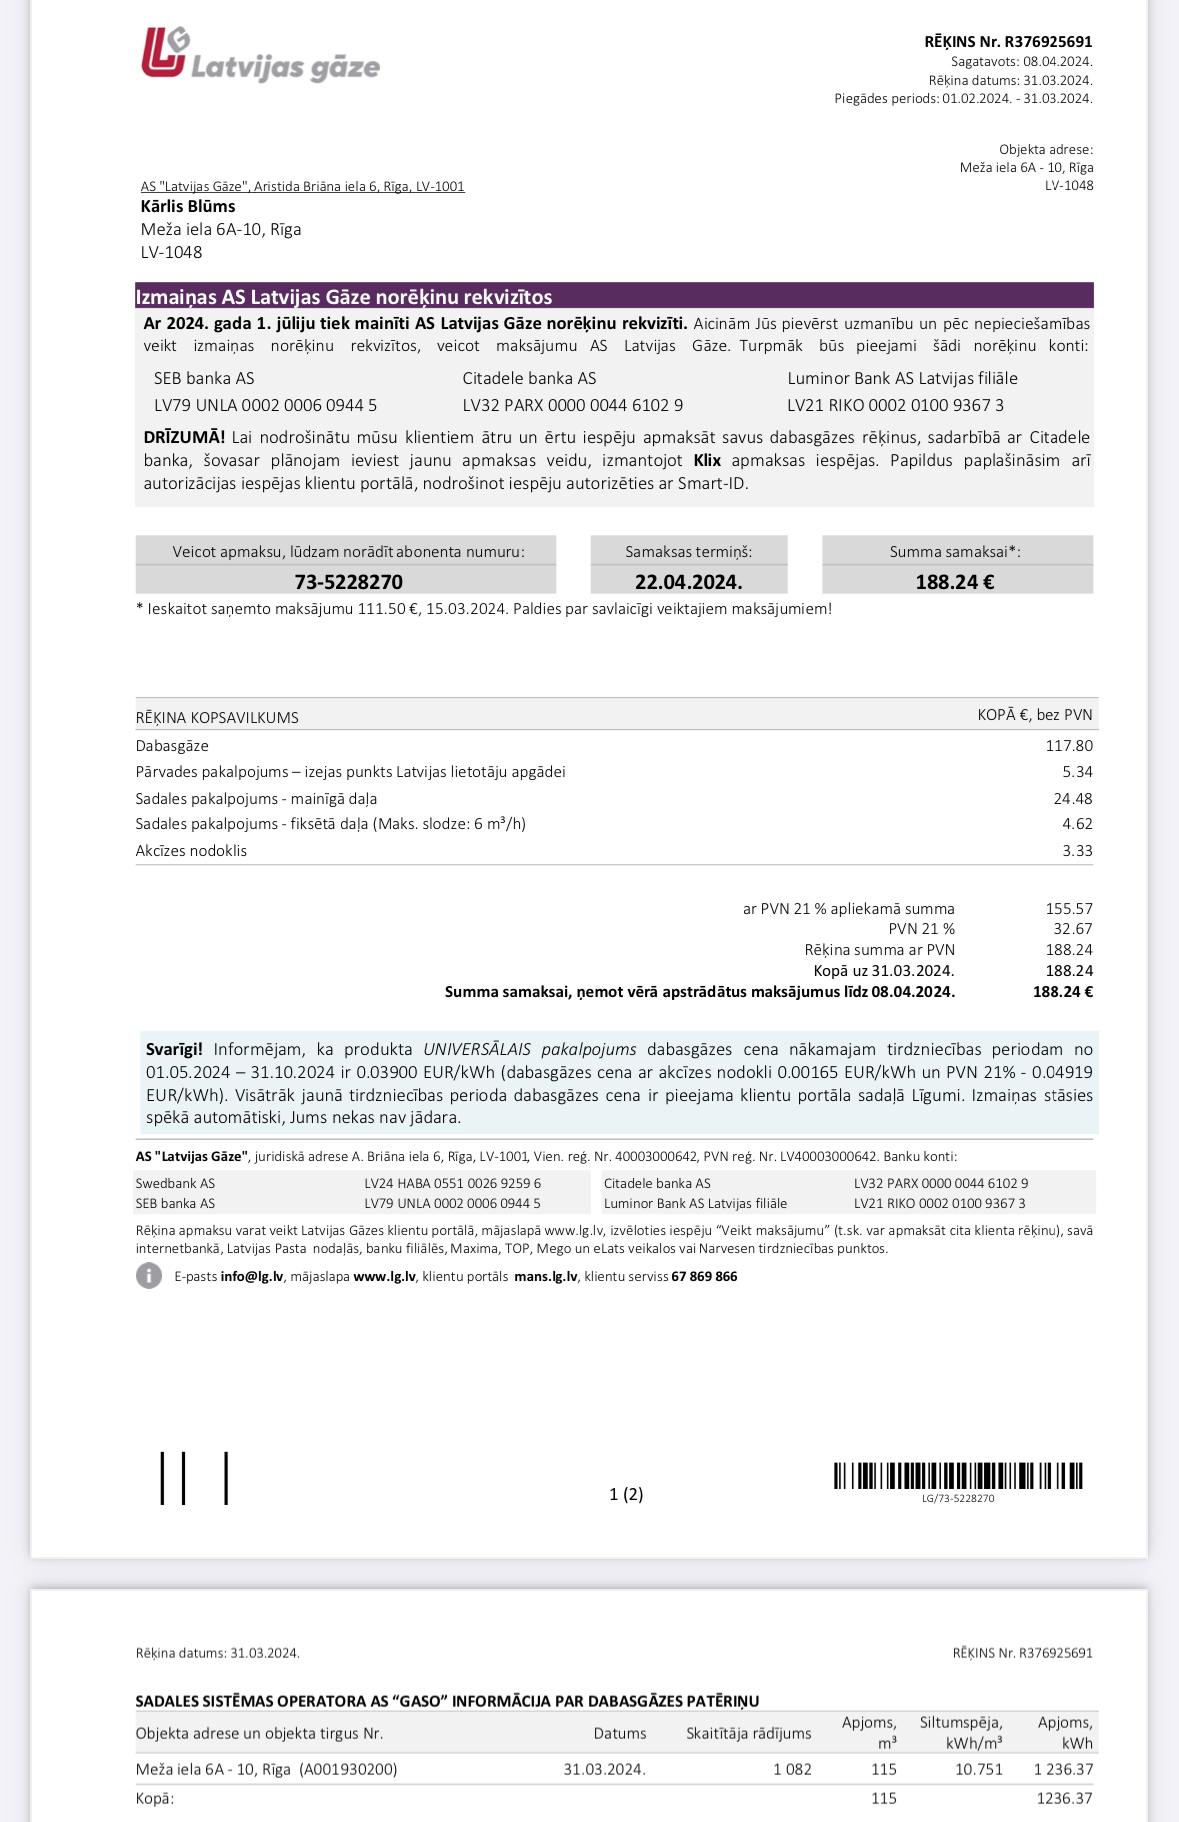 LG Latvijas gāze
RĒĶINS Nr. R376925691
Sagatavots: 08.04.2024.
Rēķina datums: 31.03.2024.
Piegādes periods: 01.02.2024. - 31.03.2024.
Objekta adrese:
Meža iela 6A - 10, Rīga
LV-1048
AS "Latvijas Gāze", Aristida Briāna iela 6, Rīga, LV-1001
Kārlis Blūms
Meža iela 6A-10, Rīga
LV-1048
Izmaiņas AS Latvijas Gāze norēķinu rekvizītos
Ar 2024. gada 1. jūliju tiek mainīti AS Latvijas Gāze norēķinu rekvizīti. Aicinām Jūs pievērst uzmanību un pēc nepieciešamības
veikt izmaiņas norēķinu rekvizītos, veicot maksājumu AS Latvijas Gāze. Turpmāk būs pieejami šādi norēķinu konti:
SEB banka AS Citadele banka AS Luminor Bank AS Latvijas filiāle
LV79 UNLA 0002 0006 0944 5 LV32 PARX 0000 0044 6102 9 LV21 RIKO 0002 0100 9367 3
DRĪZUMĀ! Lai nodrošinātu mūsu klientiem ātru un ērtu iespēju apmaksāt savus dabasgāzes rēķinus, sadarbībā ar Citadele
banka, šovasar plānojam ieviest jaunu apmaksas veidu, izmantojot Klix apmaksas iespējas. Papildus paplašināsim arī
autorizācijas iespējas klientu portālā, nodrošinot iespēju autorizēties ar Smart-ID.
Veicot apmaksu, lūdzam norādīt abonenta numuru: Samaksas termiņš: Summa samaksai*:
73-5228270 22.04.2024. 188.24 €
* Ieskaitot saņemto maksājumu 111.50 €, 15.03.2024. Paldies par savlaicīgi veiktajiem maksājumiem!
RĒĶINA KOPSAVILKUMS KOPĀ €, bez PVN
Dabasgāze 117.80
Pārvades pakalpojums – izejas punkts Latvijas lietotāju apgādei 5.34
Sadales pakalpojums - mainīgā daļa 24.48
Sadales pakalpojums - fiksētā daļa (Maks. slodze: 6 m³/h) 4.62
Akcīzes nodoklis 3.33
ar PVN 21 % apliekamā summa 155.57
PVN 21 % 32.67
Rēķina summa ar PVN 188.24
Kopā uz 31.03.2024. 188.24
Summa samaksai, ņemot vērā apstrādātus maksājumus līdz 08.04.2024. 188.24 €
Svarīgi! Informējam, ka produkta UNIVERSĀLAIS pakalpojums dabasgāzes cena nākamajam tirdzniecības periodam no
01.05.2024 – 31.10.2024 ir 0.03900 EUR/kWh (dabasgāzes cena ar akcīzes nodokli 0.00165 EUR/kWh un PVN 21% - 0.04919
EUR/kWh). Visātrāk jaunā tirdzniecības perioda dabasgāzes cena ir pieejama klientu portāla sadaļā Līgumi. Izmaiņas stāsies
spēkā automātiski, Jums nekas nav jādara.
AS "Latvijas Gāze", juridiskā adrese A. Briāna iela 6, Rīga, LV-1001, Vien. reģ. Nr. 40003000642, PVN reģ. Nr. LV40003000642. Banku konti:
Swedbank AS LV24 HABA 0551 0026 9259 6 Citadele banka AS LV32 PARX 0000 0044 6102 9
SEB banka AS LV79 UNLA 0002 0006 0944 5 Luminor Bank AS Latvijas filiāle LV21 RIKO 0002 0100 9367 3
Rēķina apmaksu varat veikt Latvijas Gāzes klientu portālā, mājaslapā www.lg.lv, izvēloties iespēju “Veikt maksājumu” (t.sk. var apmaksāt cita klienta rēķinu), savā
internetbankā, Latvijas Pasta nodaļās, banku filiālēs, Maxima, TOP, Mego un eLats veikalos vai Narvesen tirdzniecības punktos.
E-pasts info@lg.lv, mājaslapa www.lg.lv, klientu portāls mans.lg.lv, klientu serviss 67 869 866
1 (2)
LG/73-5228270
Rēķina datums: 31.03.2024. RĒĶINS Nr. R376925691
SADALES SISTĒMAS OPERATORA AS “GASO” INFORMĀCIJA PAR DABASGĀZES PATĒRIŅU
Objekta adrese un objekta tirgus Nr. Datums Skaitītāja rādījums Apjoms, m³ Siltumspēja, kWh/m³ Apjoms, kWh
Meža iela 6A - 10, Rīga (A001930200) 31.03.2024. 1 082 115 10.751 1 236.37
Kopā: 115 1236.37